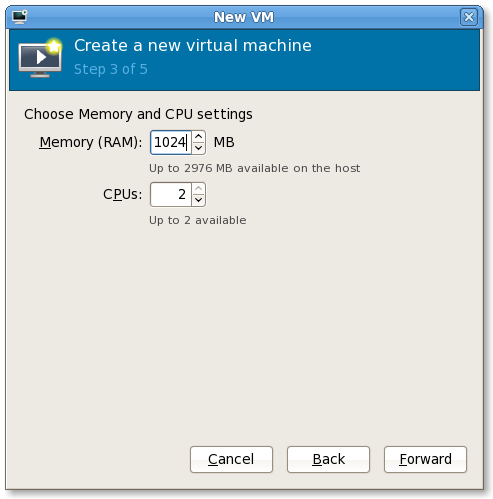 New VM
Create a new virtual machine
Step 3 of 5
Choose Memory and CPU settings
Memory (RAM): 1024 MB
Up to 2976 MB available on the host
CPUs: 2
Up to 2 available
Cancel Back Forward